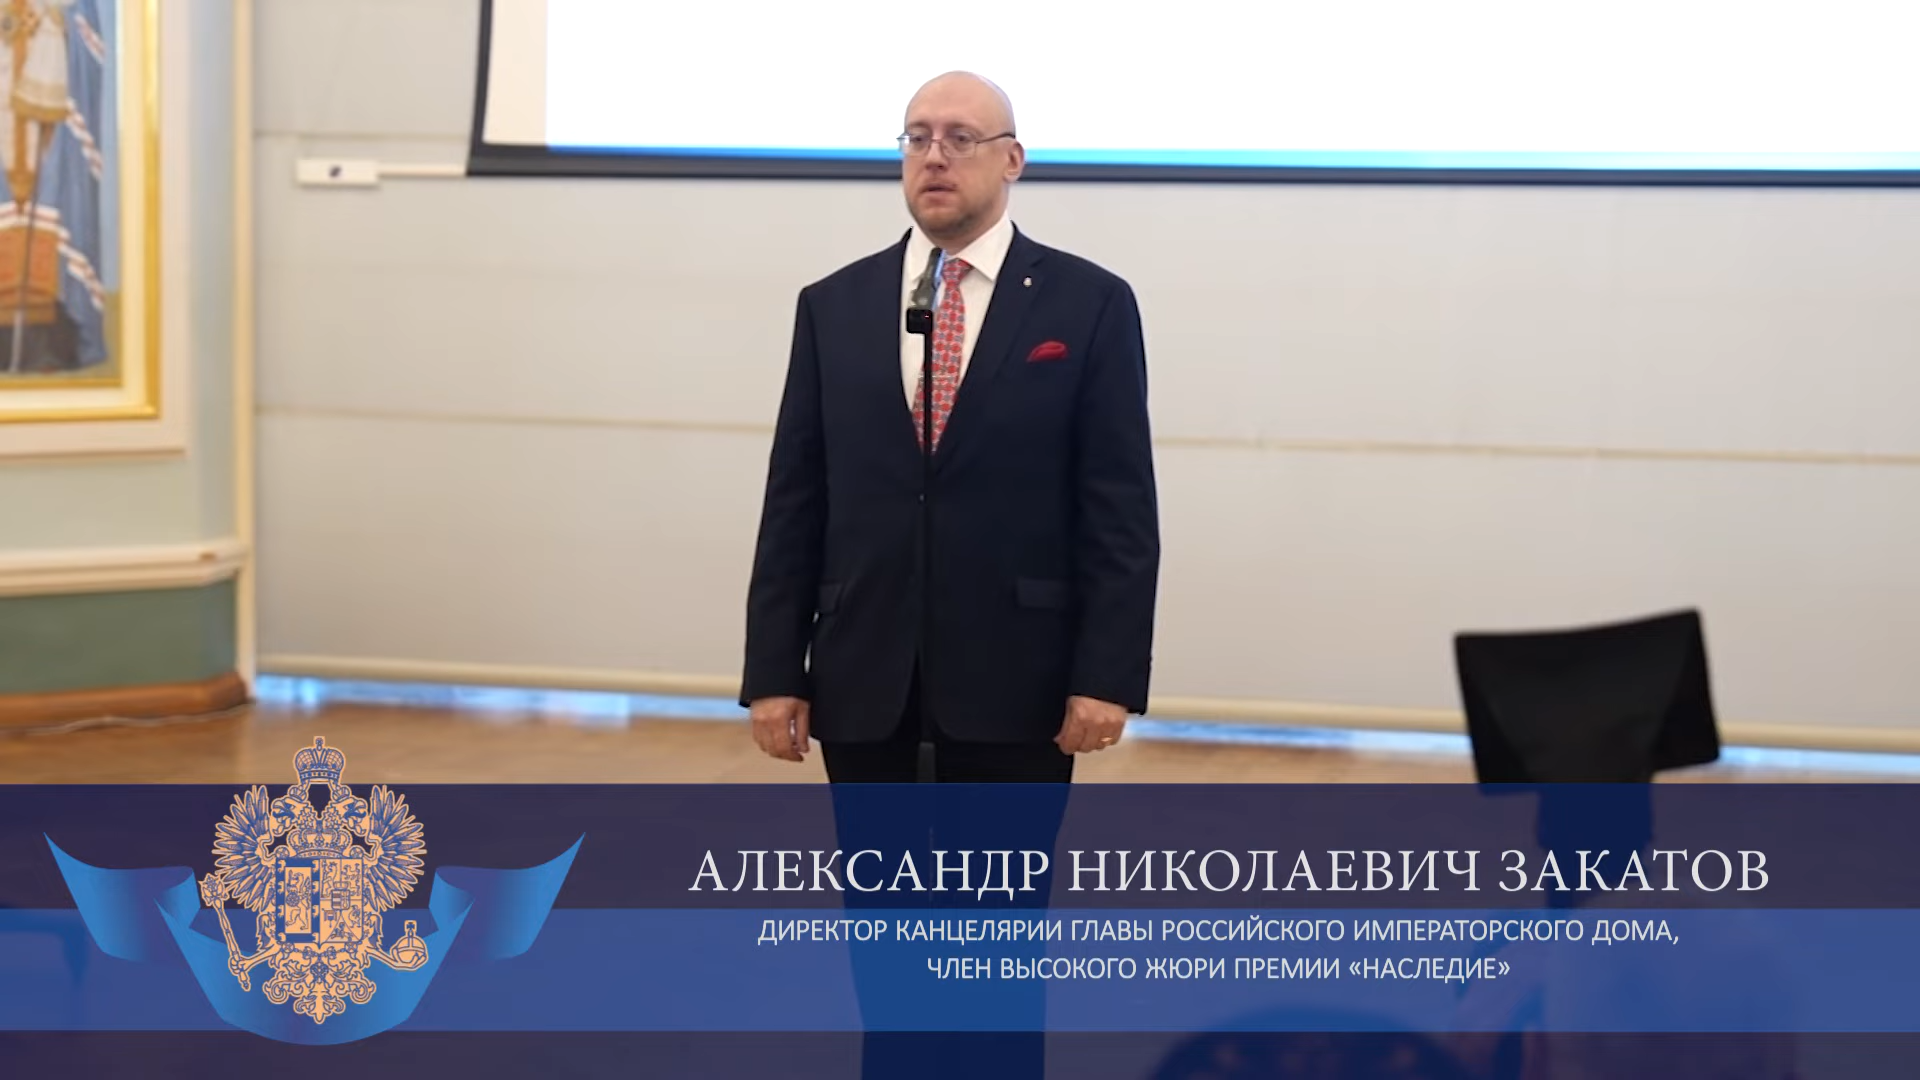 АЛЕКСАНДР НИКОЛАЕВИЧ ЗАКАТОВ
ДИРЕКТОР КАНЦЕЛЯРИИ ГЛАВЫ РОССИЙСКОГО ИМПЕРАТОРСКОГО ДОМА,
ЧЛЕН ВЫСОКОГО ЖЮРИ ПРЕМИИ «НАСЛЕДИЕ»